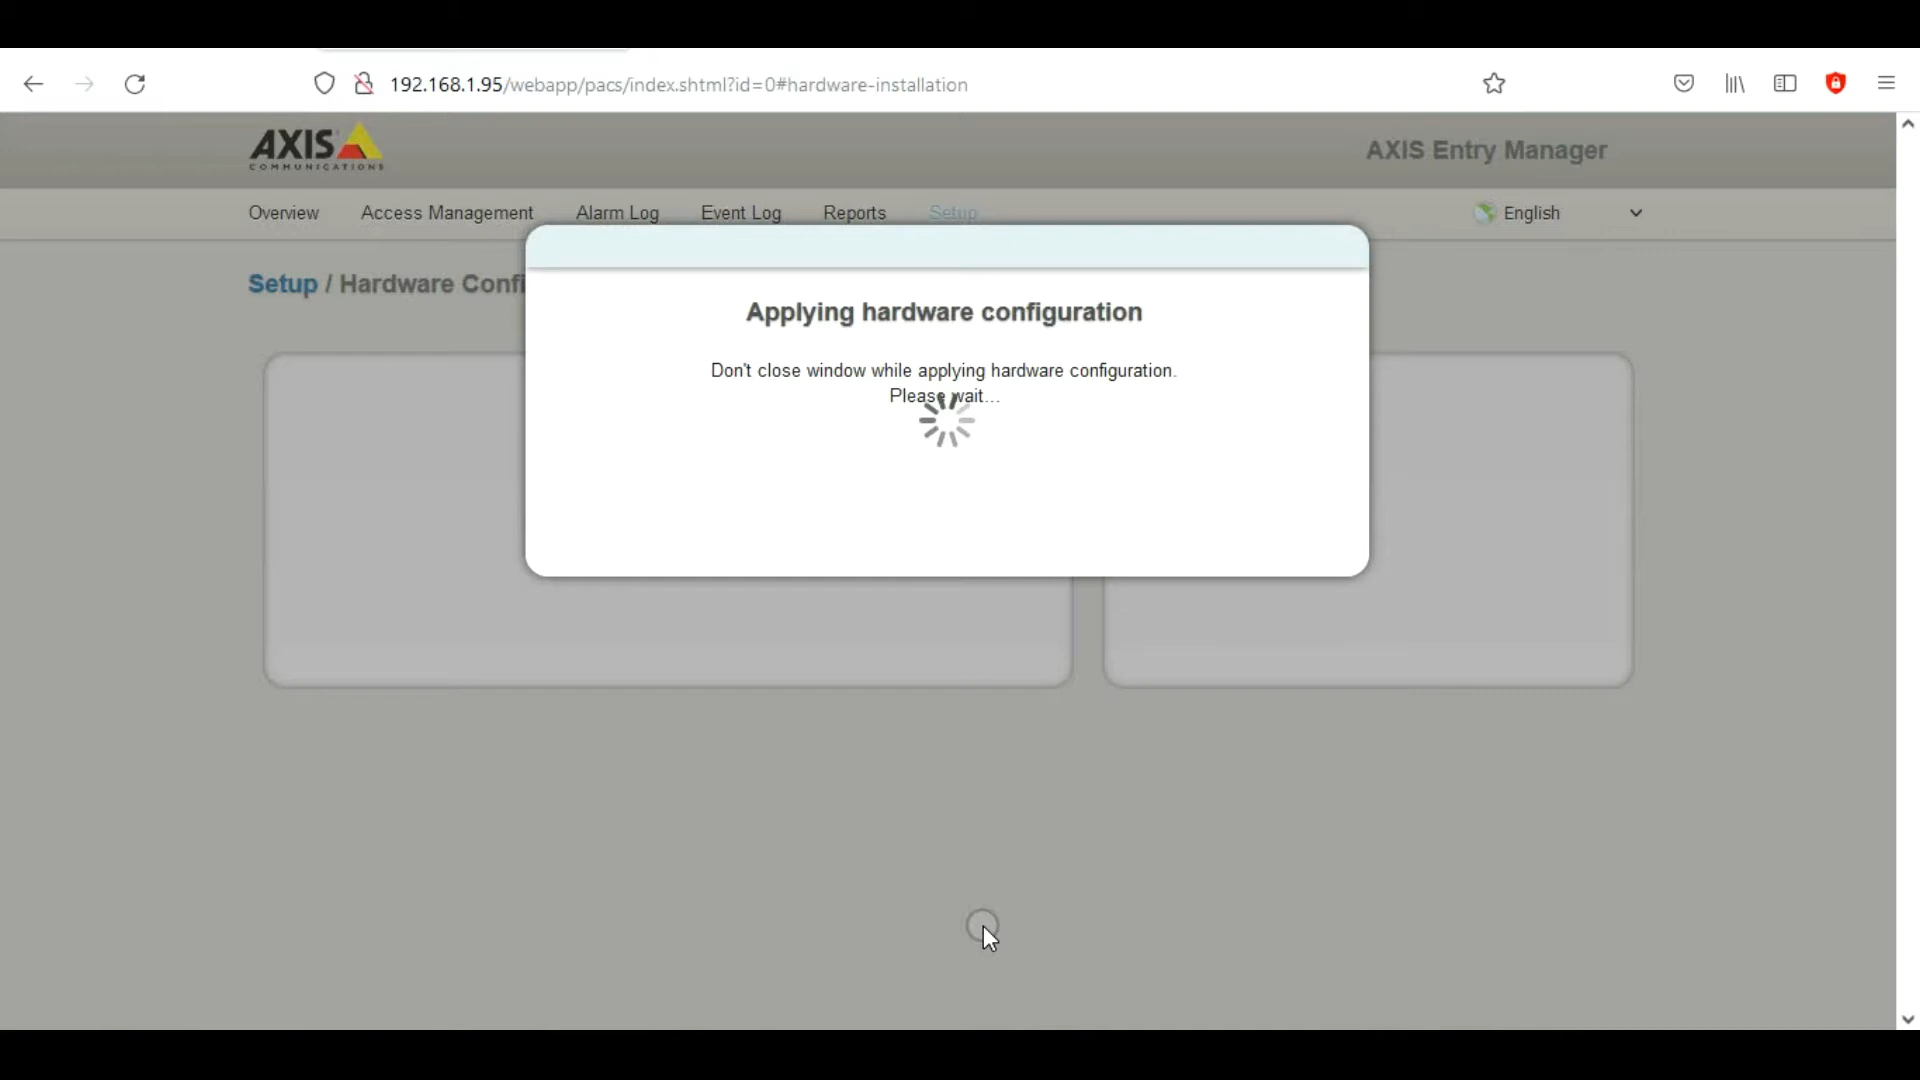 192.168.1.95/webapp/pacs/index.shtml?id=0#hardware-installation
AXIS
COMMUNICATIONS
AXIS Entry Manager
Overview Access Management Alarm Log Event Log Reports Setup English
Setup / Hardware Confi
Applying hardware configuration
Don't close window while applying hardware configuration.
Please wait...